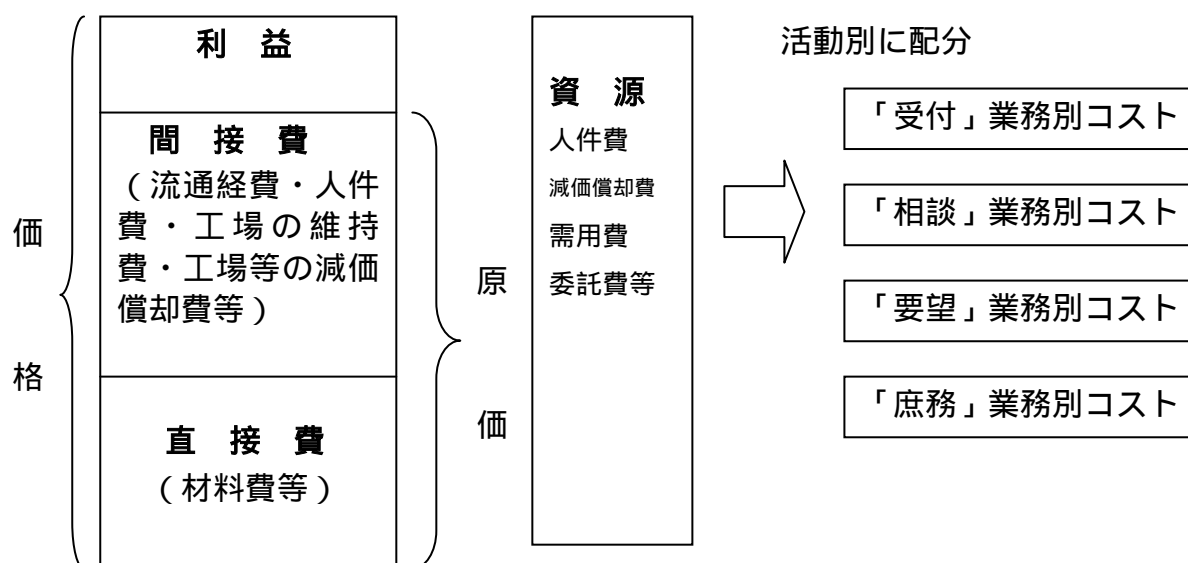 利 益
間 接 費
（流通経費・人件
費・工場の維持
費・工場等の減価
償却費等）
直 接 費
（材料費等）
価
格
原
価
資 源
人件費
減価償却費
需用費
委託費等
活動別に配分
「受付」業務別コスト
「相談」業務別コスト
「要望」業務別コスト
「庶務」業務別コスト